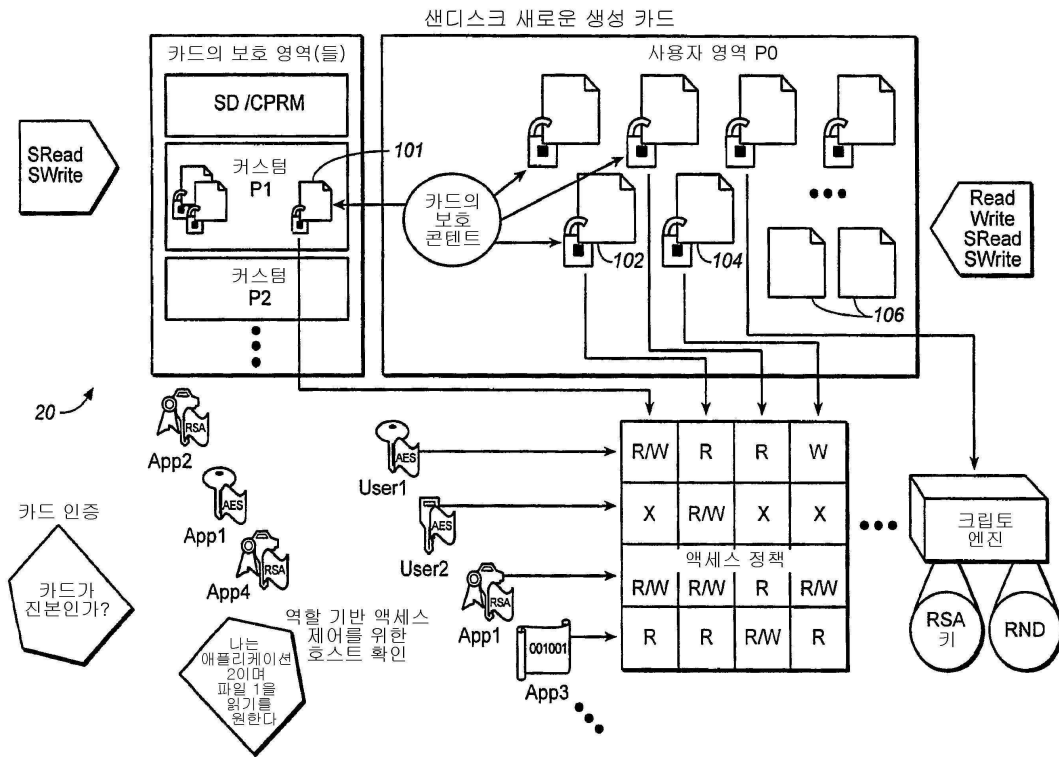 샌디스크 새로운 생성 카드
카드의 보호 영역(들)
SD /CPRM
커스텀
P1
101
커스텀
P2
SRead
SWrite
사용자 영역 P0
카드의
보호
콘텐트
102
104
106
Read
Write
SRead
SWrite
20
RSA
App2
AES
App1
RSA
App4
AES
User1
AES
User2
RSA
App1
001001
App3
R/W R R W
X R/W X X
액세스 정책
R/W R/W R R/W
R R R/W R
크립토
엔진
RSA
키
RND
카드 인증
카드가
진본인가?
역할 기반 액세스
제어를 위한
호스트 확인
나는
애플리케이션
2이며
파일 1을
읽기를
원한다